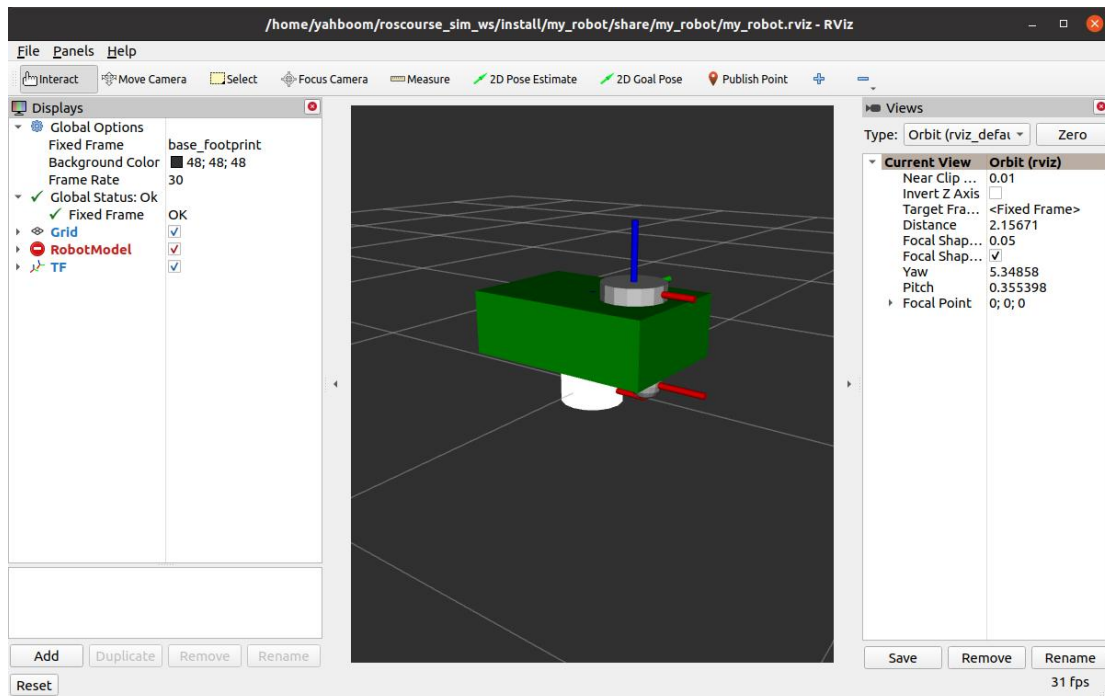 /home/yahboom/roscourse_sim_ws/install/my_robot/share/my_robot/my_robot.rviz - RViz
File Panels Help
Interact Move Camera Select Focus Camera Measure 2D Pose Estimate 2D Goal Pose Publish Point
Displays
Global Options
Fixed Frame base_footprint
Background Color 48; 48; 48
Frame Rate 30
Global Status: Ok
Fixed Frame OK
Grid
RobotModel
TF
Add Duplicate Remove Rename
Reset
Views
Type: Orbit (rviz_defau Zero
Current View Orbit (rviz)
Near Clip ... 0.01
Invert Z Axis
Target Fra... <Fixed Frame>
Distance 2.15671
Focal Shap... 0.05
Focal Shap...
Yaw 5.34858
Pitch 0.355398
Focal Point 0; 0; 0
Save Remove Rename
31 fps